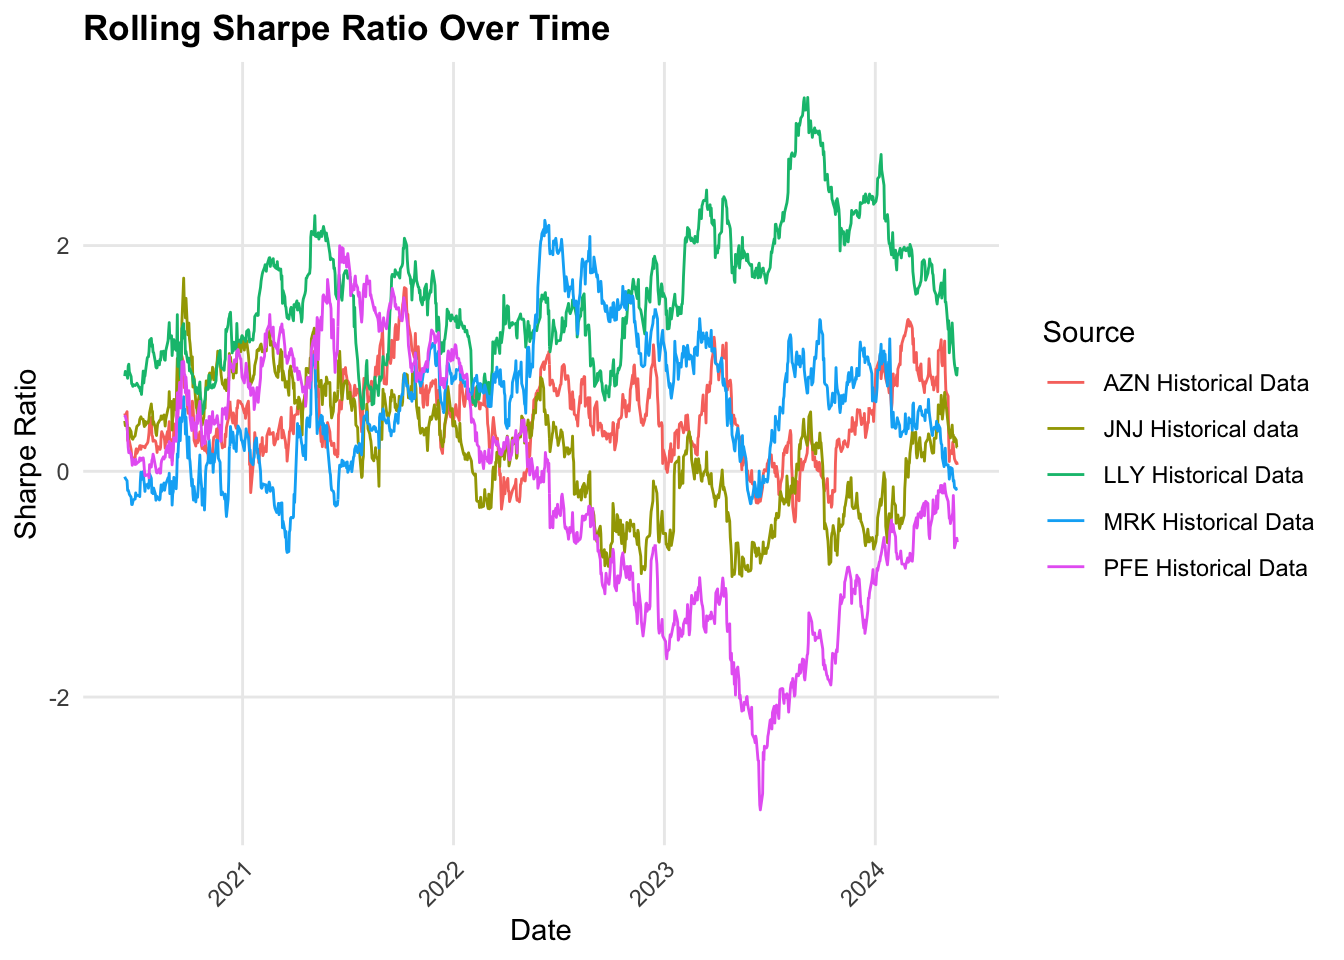 Rolling Sharpe Ratio Over Time
Sharpe Ratio
2
0
-2
2021
2022
2023
2024
Date
Source
AZN Historical Data
JNJ Historical data
LLY Historical Data
MRK Historical Data
PFE Historical Data